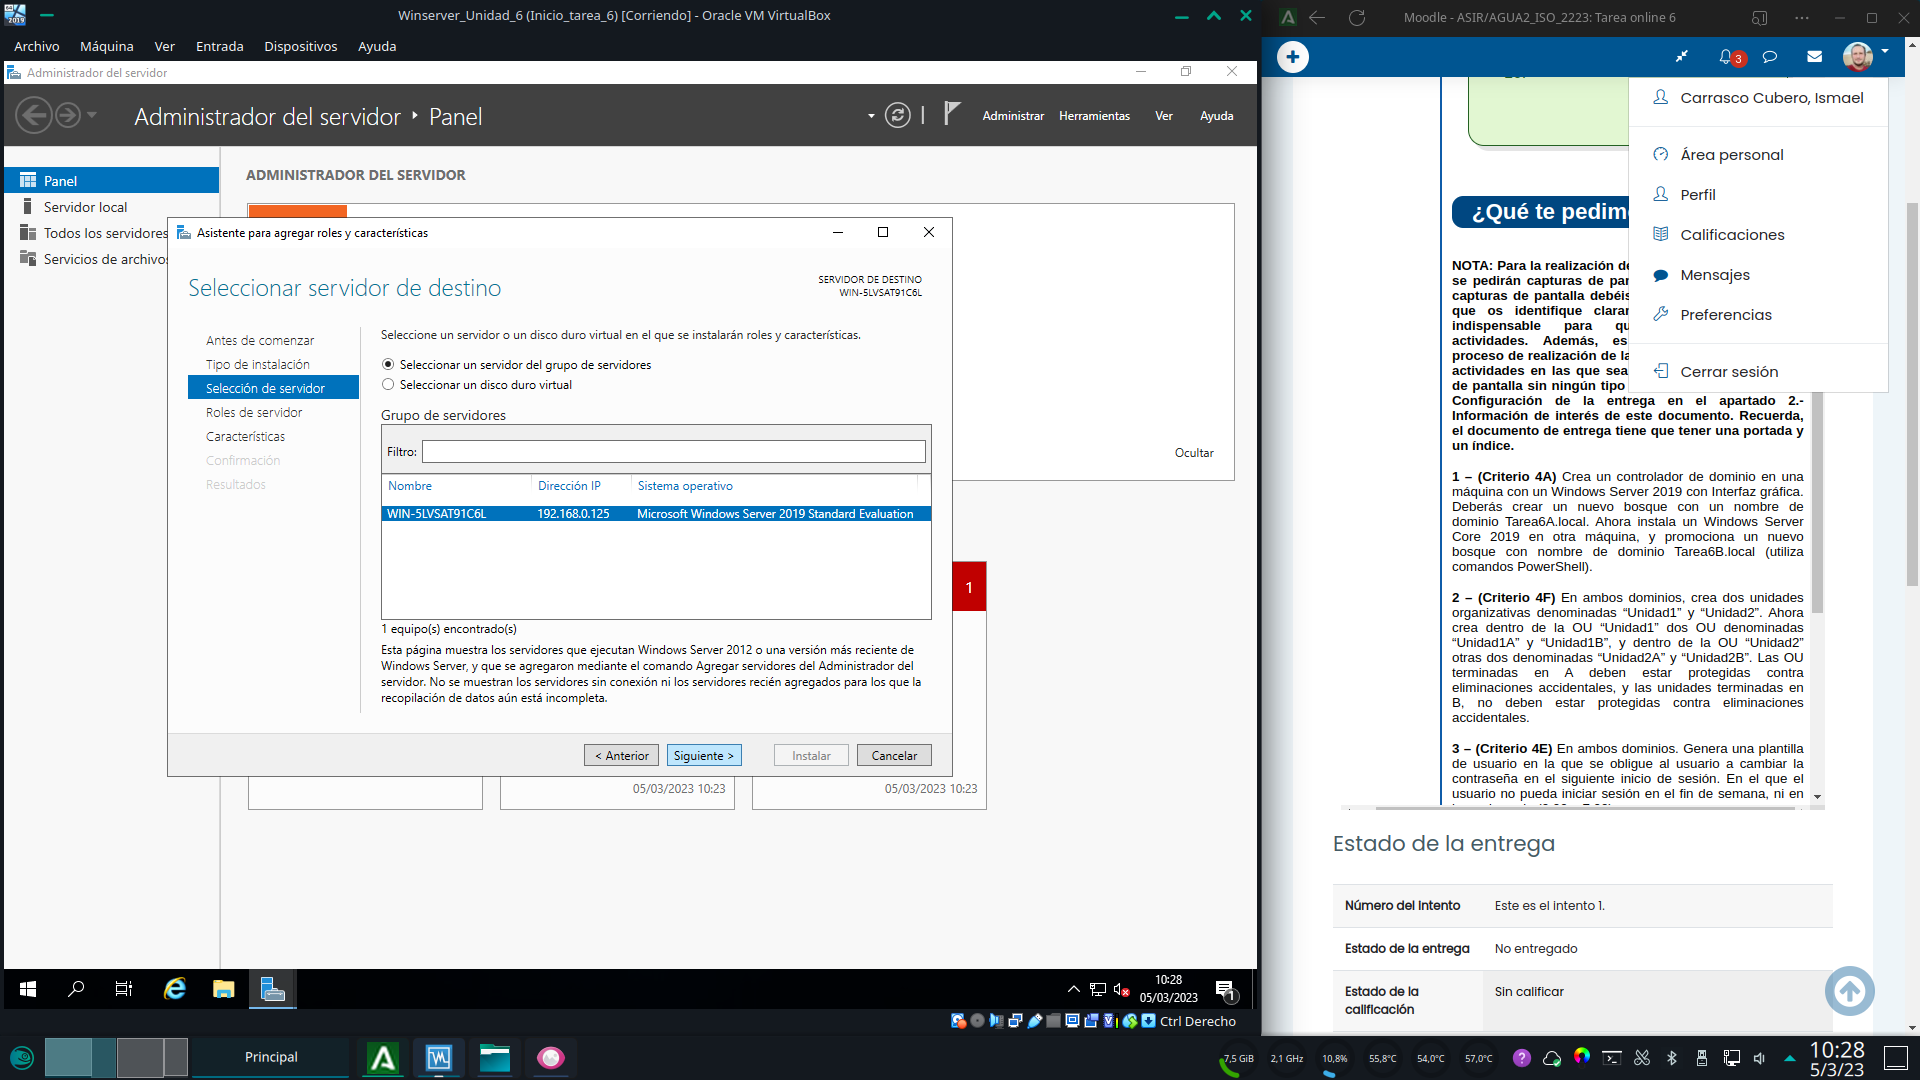 Winserver_Unidad_6 (Inicio_tarea_6) [Corriendo] - Oracle VM VirtualBox
Archivo Máquina Ver Entrada Dispositivos Ayuda
Administrador del servidor
Administrador del servidor ‣ Panel
Administrar Herramientas Ver Ayuda
Panel
Servidor local
Todos los servidores
Servicios de archivos
ADMINISTRADOR DEL SERVIDOR
Asistente para agregar roles y características
Seleccionar servidor de destino
SERVIDOR DE DESTINO
WIN-5LVSAT91C6L
Antes de comenzar
Tipo de instalación
Selección de servidor
Roles de servidor
Características
Confirmación
Resultados
Seleccione un servidor o un disco duro virtual en el que se instalarán roles y características.
Seleccionar un servidor del grupo de servidores
Seleccionar un disco duro virtual
Grupo de servidores
Filtro:
Nombre Dirección IP Sistema operativo
WIN-5LVSAT91C6L 192.168.0.125 Microsoft Windows Server 2019 Standard Evaluation
1 equipo(s) encontrado(s)
Esta página muestra los servidores que ejecutan Windows Server 2012 o una versión más reciente de
Windows Server, y que se agregaron mediante el comando Agregar servidores del Administrador del
servidor. No se muestran los servidores sin conexión ni los servidores recién agregados para los que la
recopilación de datos aún está incompleta.
< Anterior Siguiente > Instalar Cancelar
Ocultar
1
05/03/2023 10:23
05/03/2023 10:23
10:28
05/03/2023
1
Ctrl Derecho
Moodle - ASIR/AGUA2_ISO_2223: Tarea online 6
3
Carrasco Cubero, Ismael
Área personal
Perfil
Calificaciones
Mensajes
Preferencias
Cerrar sesión
¿Qué te pedim
NOTA: Para la realización de
se pedirán capturas de pan
capturas de pantalla debéis
que os identifique claram
indispensable para qu
actividades. Además, es
proceso de realización de la
actividades en las que sea
de pantalla sin ningún tipo
Configuración de la entrega en el apartado 2.-
Información de interés de este documento. Recuerda,
el documento de entrega tiene que tener una portada y
un índice.
1 – (Criterio 4A) Crea un controlador de dominio en una
máquina con un Windows Server 2019 con Interfaz gráfica.
Deberás crear un nuevo bosque con un nombre de
dominio Tarea6A.local. Ahora instala un Windows Server
Core 2019 en otra máquina, y promociona un nuevo
bosque con nombre de dominio Tarea6B.local (utiliza
comandos PowerShell).
2 – (Criterio 4F) En ambos dominios, crea dos unidades
organizativas denominadas “Unidad1” y “Unidad2”. Ahora
crea dentro de la OU “Unidad1” dos OU denominadas
“Unidad1A” y “Unidad1B”, y dentro de la OU “Unidad2”
otras dos denominadas “Unidad2A” y “Unidad2B”. Las OU
terminadas en A deben estar protegidas contra
eliminaciones accidentales, y las unidades terminadas en
B, no deben estar protegidas contra eliminaciones
accidentales.
3 – (Criterio 4E) En ambos dominios. Genera una plantilla
de usuario en la que se obligue al usuario a cambiar la
contraseña en el siguiente inicio de sesión. En el que el
usuario no pueda iniciar sesión en el fin de semana, ni en
Estado de la entrega
Número del intento Este es el intento 1.
Estado de la entrega No entregado
Estado de la calificación Sin calificar
Principal
7,5 GiB 2,1 GHz 10,8% 55,8°C 54,0°C 57,0°C
10:28
5/3/23